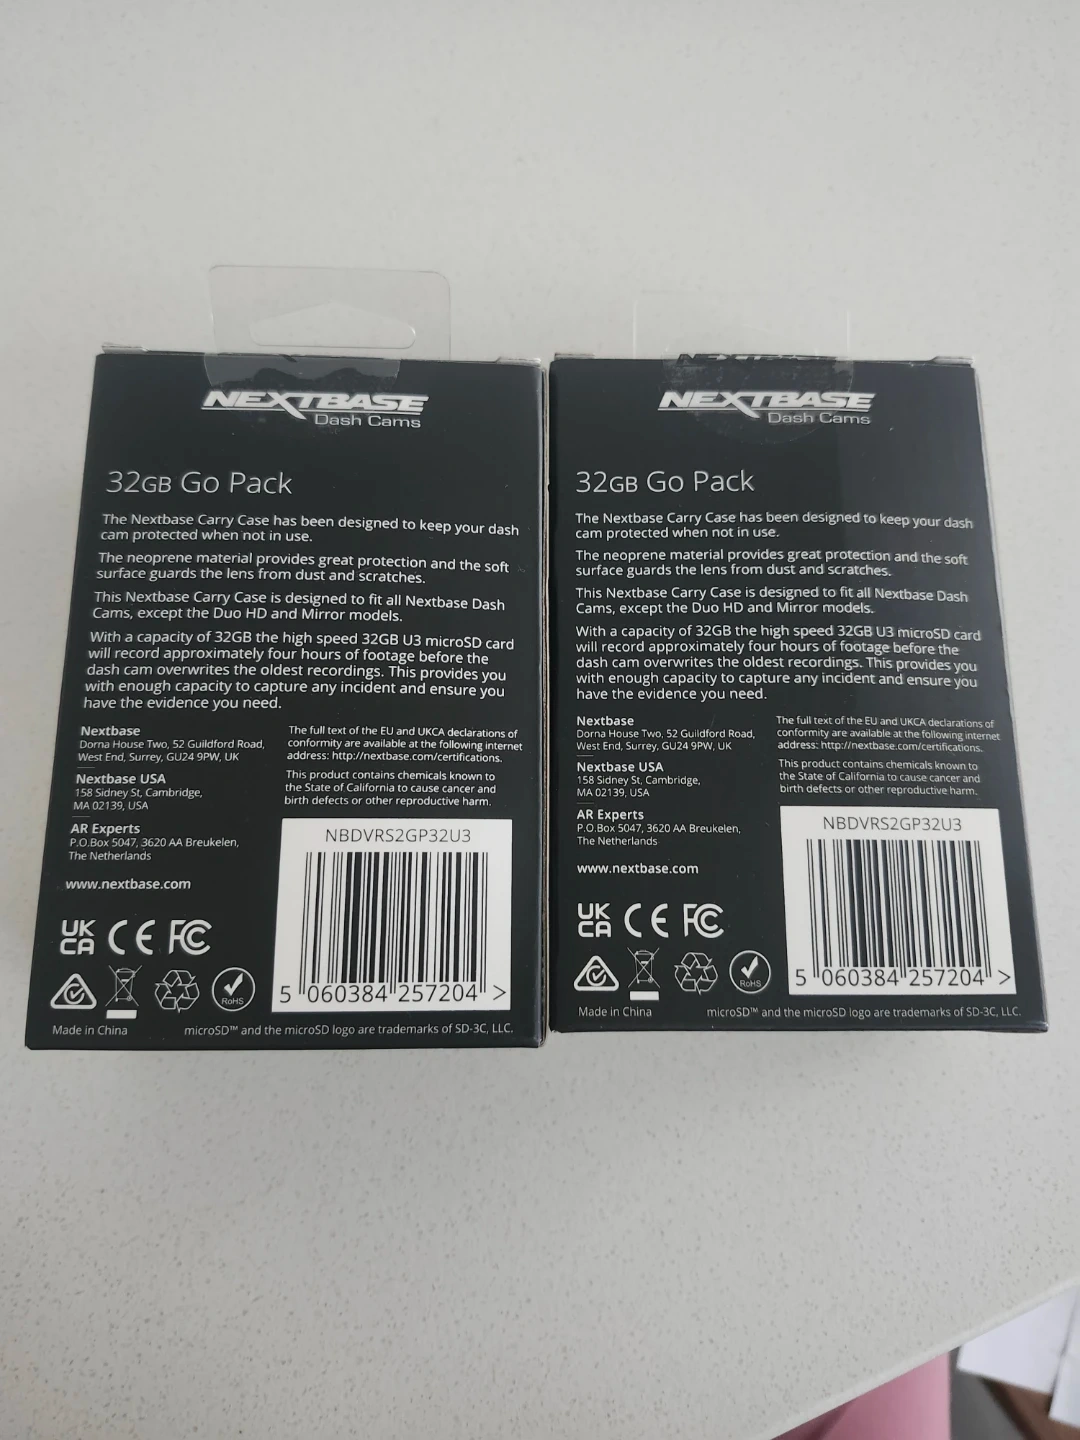 NEXTBASE
Dash Cams
32GB Go Pack
The Nextbase Carry Case has been designed to keep your dash
cam protected when not in use.
The neoprene material provides great protection and the soft
surface guards the lens from dust and scratches.
This Nextbase Carry Case is designed to fit all Nextbase Dash
Cams, except the Duo HD and Mirror models.
With a capacity of 32GB the high speed 32GB U3 microSD card
will record approximately four hours of footage before the
dash cam overwrites the oldest recordings. This provides you
with enough capacity to capture any incident and ensure you
have the evidence you need.
Nextbase
Dorna House Two, 52 Guildford Road,
West End, Surrey, GU24 9PW, UK
Nextbase USA
158 Sidney St, Cambridge,
MA 02139, USA
AR Experts
P.O.Box 5047, 3620 AA Breukelen,
The Netherlands
www.nextbase.com
The full text of the EU and UKCA declarations of
conformity are available at the following internet
address: http://nextbase.com/certifications.
This product contains chemicals known to
the State of California to cause cancer and
birth defects or other reproductive harm.
NBDVRS2GP32U3
5 060384 257204 >
UK
CA CE FC
RoHS
Made in China
microSD™ and the microSD logo are trademarks of SD-3C, LLC.
NEXTBASE
NEXTBASE
Dash Cams
32GB Go Pack
The Nextbase Carry Case has been designed to keep your dash
cam protected when not in use.
The neoprene material provides great protection and the soft
surface guards the lens from dust and scratches.
This Nextbase Carry Case is designed to fit all Nextbase Dash
Cams, except the Duo HD and Mirror models.
With a capacity of 32GB the high speed 32GB U3 microSD card
will record approximately four hours of footage before the
dash cam overwrites the oldest recordings. This provides you
with enough capacity to capture any incident and ensure you
have the evidence you need.
Nextbase
Dorna House Two, 52 Guildford Road,
West End, Surrey, GU24 9PW, UK
Nextbase USA
158 Sidney St, Cambridge,
MA 02139, USA
AR Experts
P.O.Box 5047, 3620 AA Breukelen,
The Netherlands
www.nextbase.com
The full text of the EU and UKCA declarations of
conformity are available at the following internet
address: http://nextbase.com/certifications.
This product contains chemicals known to
the State of California to cause cancer and
birth defects or other reproductive harm.
NBDVRS2GP32U3
5 060384 257204 >
UK
CA CE FC
RoHS
Made in China
microSD™ and the microSD logo are trademarks of SD-3C, LLC.